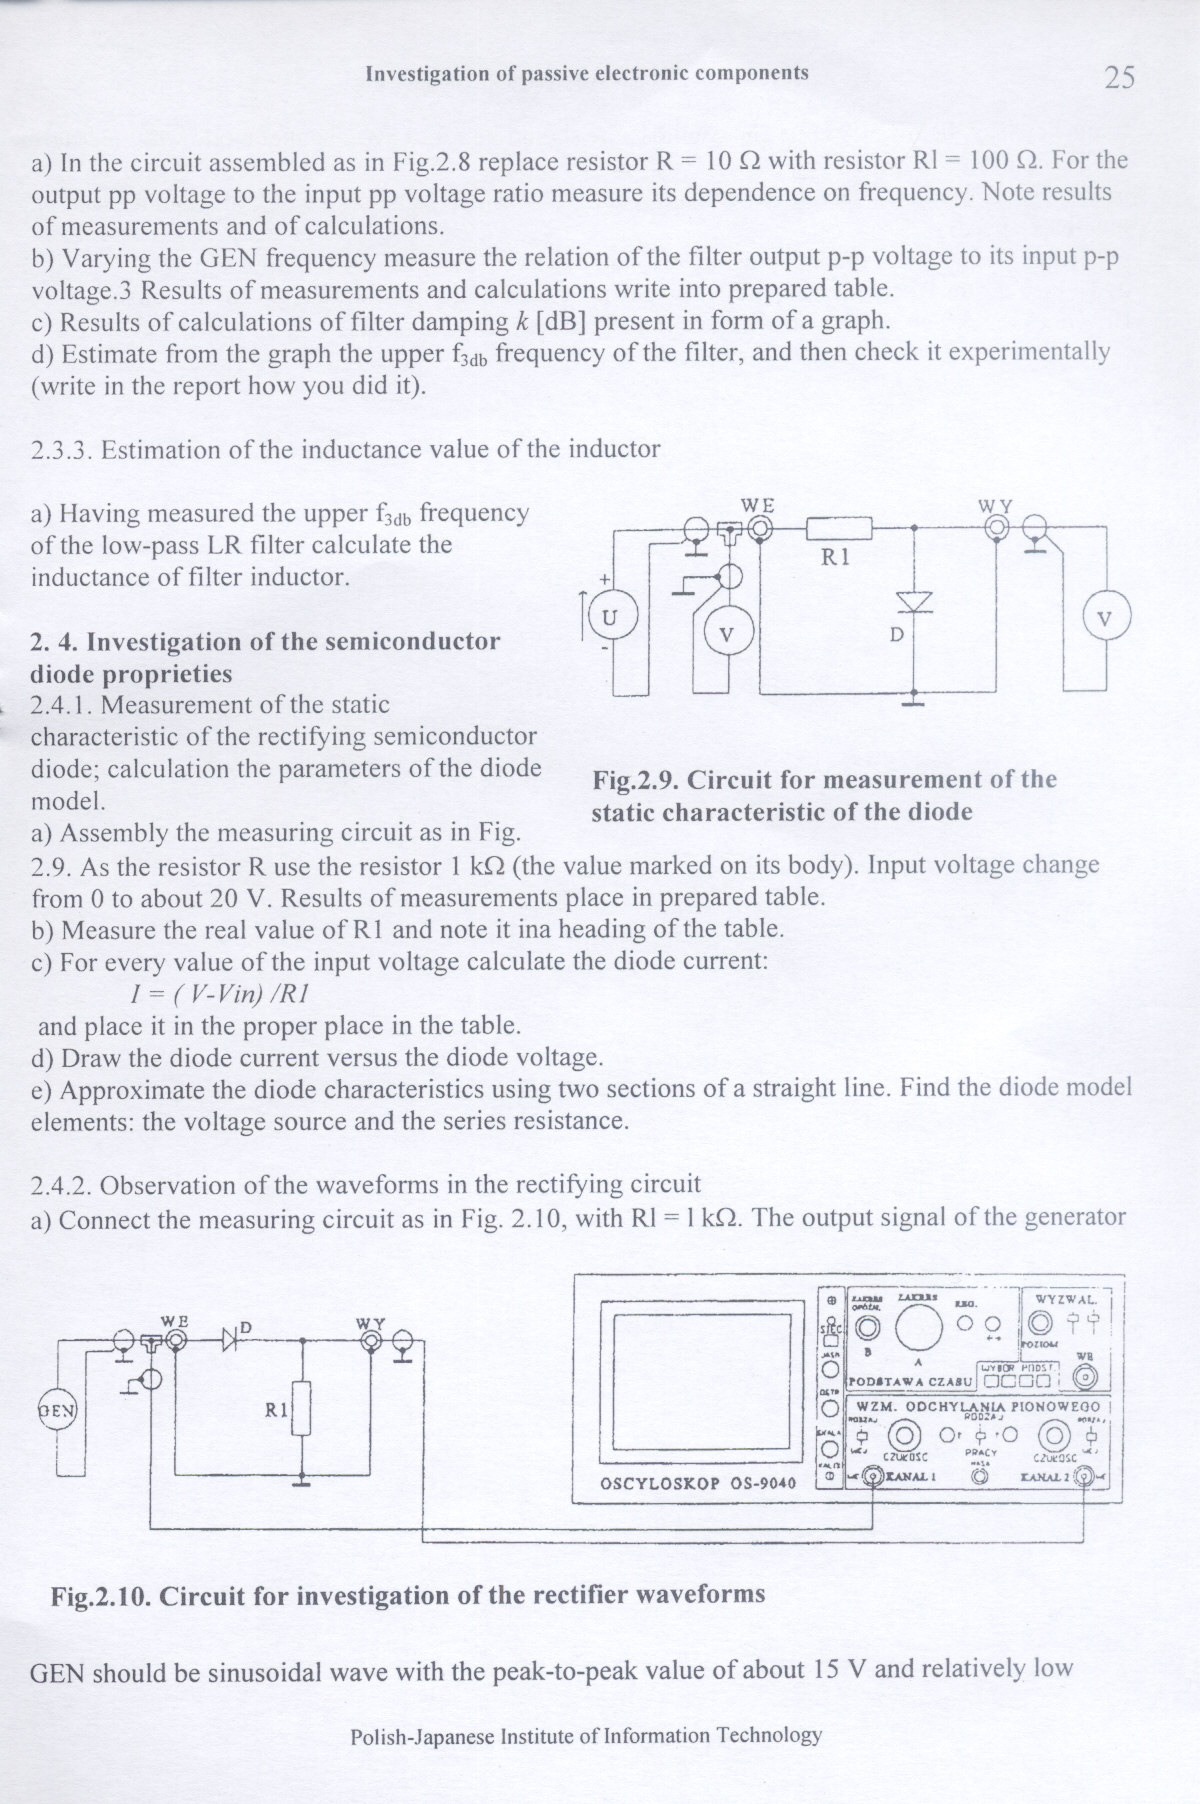 Investigation of passive electronic components
25
a) In the circuit assembled as in Fig.2.8 replace resistor R = 10 Ω with resistor Rl = 100 Ω. For the
output pp voltage to the input pp voltage ratio measure its dependence on frequency. Note results
of measurements and of calculations.
b) Varying the GEN frequency measure the relation of the filter output p-p voltage to its input p-p
voltage.3 Results of measurements and calculations write into prepared table.
c) Results of calculations of filter damping k [dB] present in form of a graph.
d) Estimate from the graph the upper f3db frequency of the filter, and then check it experimentally
(write in the report how you did it).
2.3.3. Estimation of the inductance value of the inductor
a) Having measured the upper f3db frequency
of the low-pass LR filter calculate the
inductance of filter inductor.
2. 4. Investigation of the semiconductor
diode proprieties
2.4.1. Measurement of the static
characteristic of the rectifying semiconductor
diode; calculation the parameters of the diode
model.
a) Assembly the measuring circuit as in Fig.
WE
WY
R1
+
U
-
V
D
V
Fig.2.9. Circuit for measurement of the
static characteristic of the diode
2.9. As the resistor R use the resistor 1 kΩ (the value marked on its body). Input voltage change
from 0 to about 20 V. Results of measurements place in prepared table.
b) Measure the real value of R1 and note it ina heading of the table.
c) For every value of the input voltage calculate the diode current:
I = ( V-Vin) /R1
and place it in the proper place in the table.
d) Draw the diode current versus the diode voltage.
e) Approximate the diode characteristics using two sections of a straight line. Find the diode model
elements: the voltage source and the series resistance.
2.4.2. Observation of the waveforms in the rectifying circuit
a) Connect the measuring circuit as in Fig. 2.10, with Rl = 1 kΩ. The output signal of the generator
WE
D
WY
GEN
R1
OSCYLOSKOP OS-9040
ZAKRES
REG.
WYZWAL.
POZIOM
B
A
WYBÓR PODST.
WB
PODSTAWA CZASU
WZM. ODCHYLANIA PIONOWEGO
RODZAJ
PRACY
CZUŁOŚĆ
CZUŁOŚĆ
KANAŁ 1
KANAŁ 2
Fig.2.10. Circuit for investigation of the rectifier waveforms
GEN should be sinusoidal wave with the peak-to-peak value of about 15 V and relatively low
Polish-Japanese Institute of Information Technology